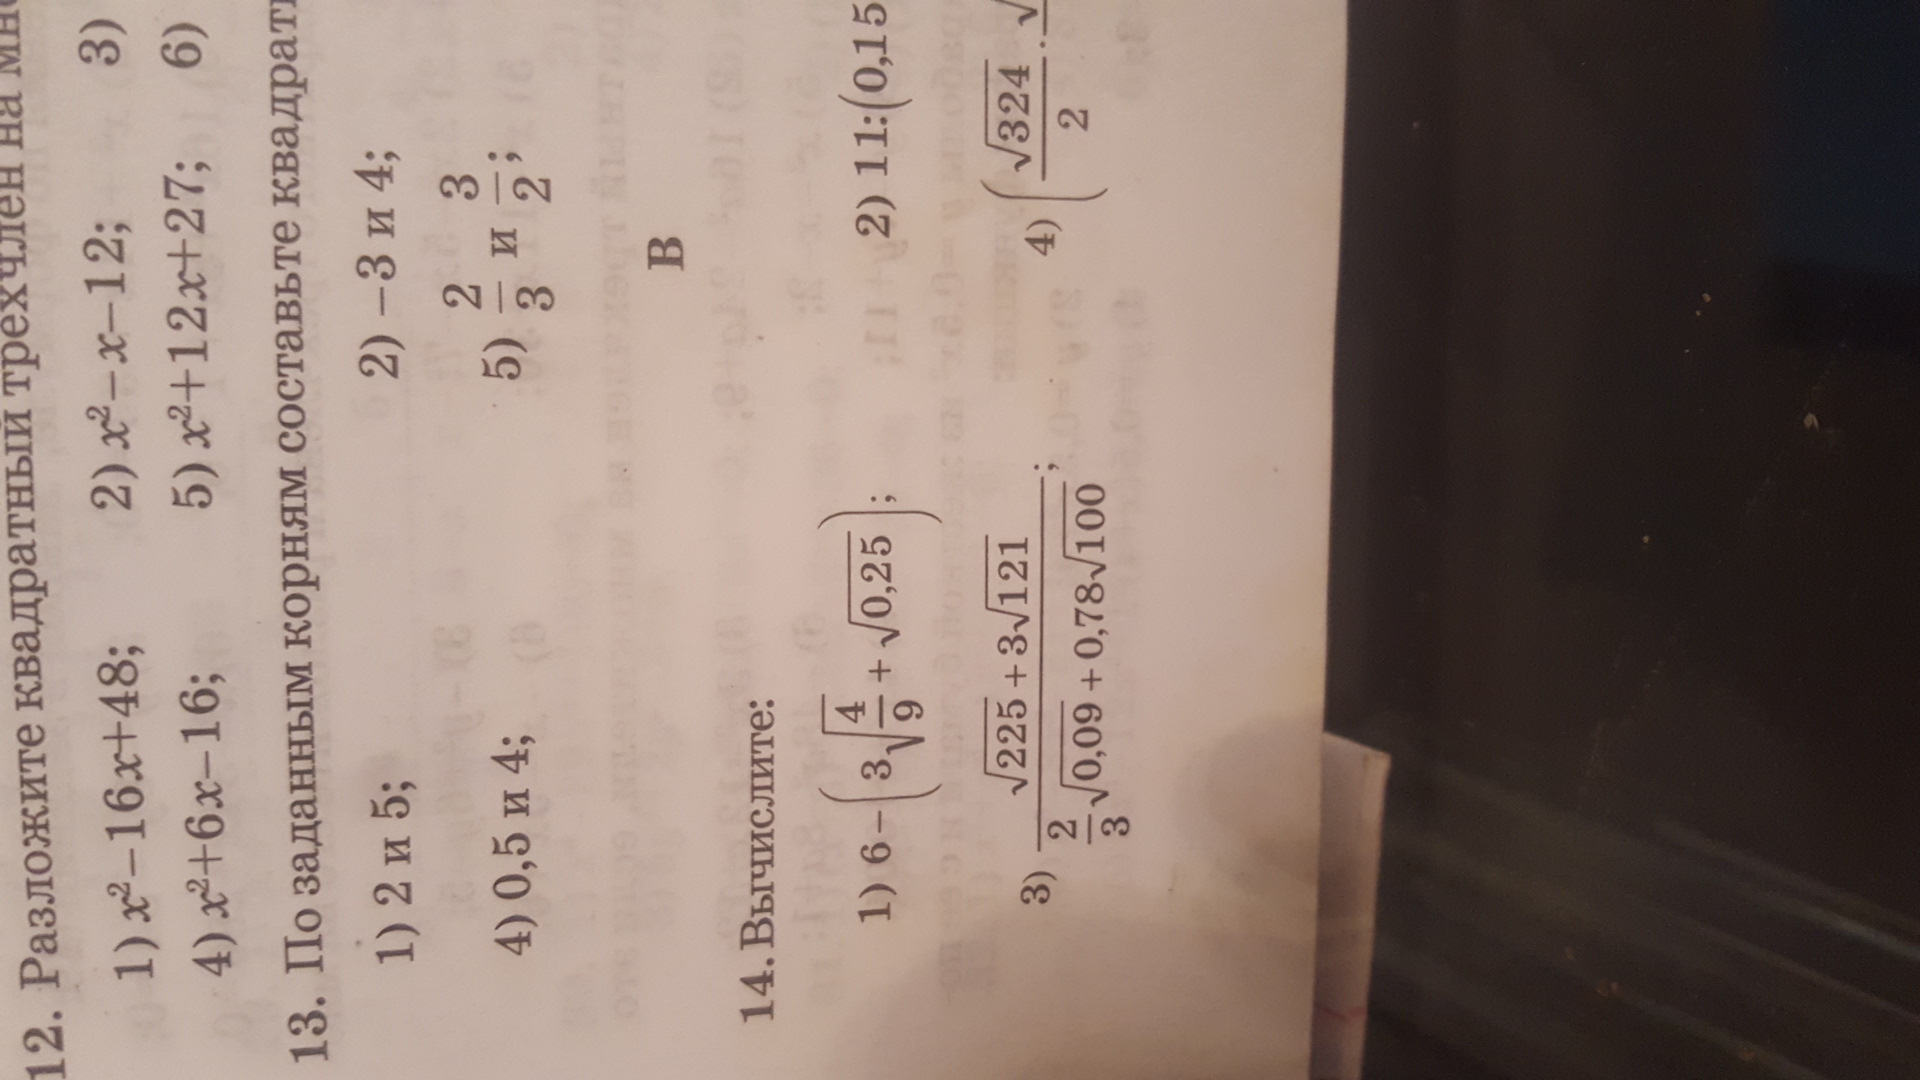 12. Разложите квадратный трехчлен на
1) x²−16x+48; 2) x²−x−12; 3)
4) x²+6x−16; 5) x²+12x+27; 6)
13. По заданным корням составьте
1) 2 и 5; 2) −3 и 4;
4) 0,5 и 4; 5) 2/3 и 3/2;
В
14. Вычислите:
1) 6−(3√(4/9)+√0,25); 2) 11:(0,15
3) (√225+3√121)/(2/3√0,09+0,78√100); 4) (√324/2 ·